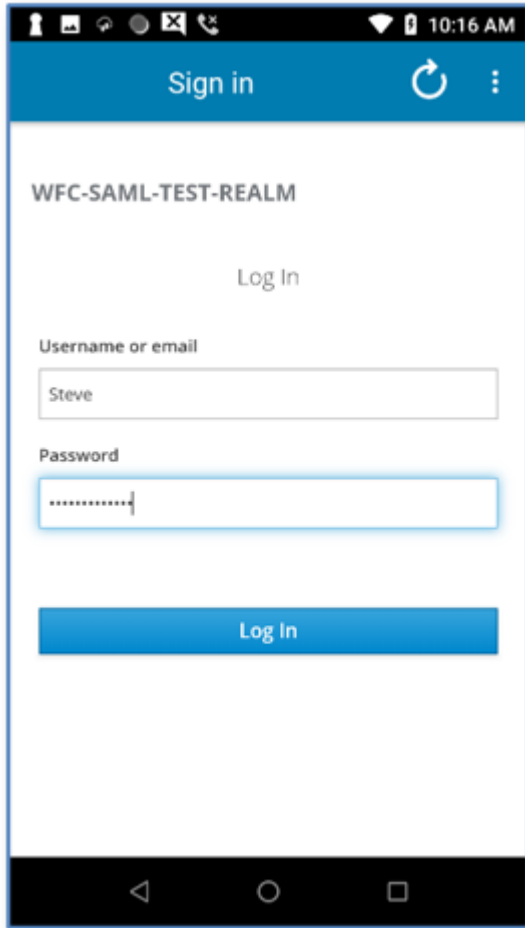 10:16 AM
Sign in
WFC-SAML-TEST-REALM
Log In
Username or email
Steve
Password
•••••••••••••
Log In